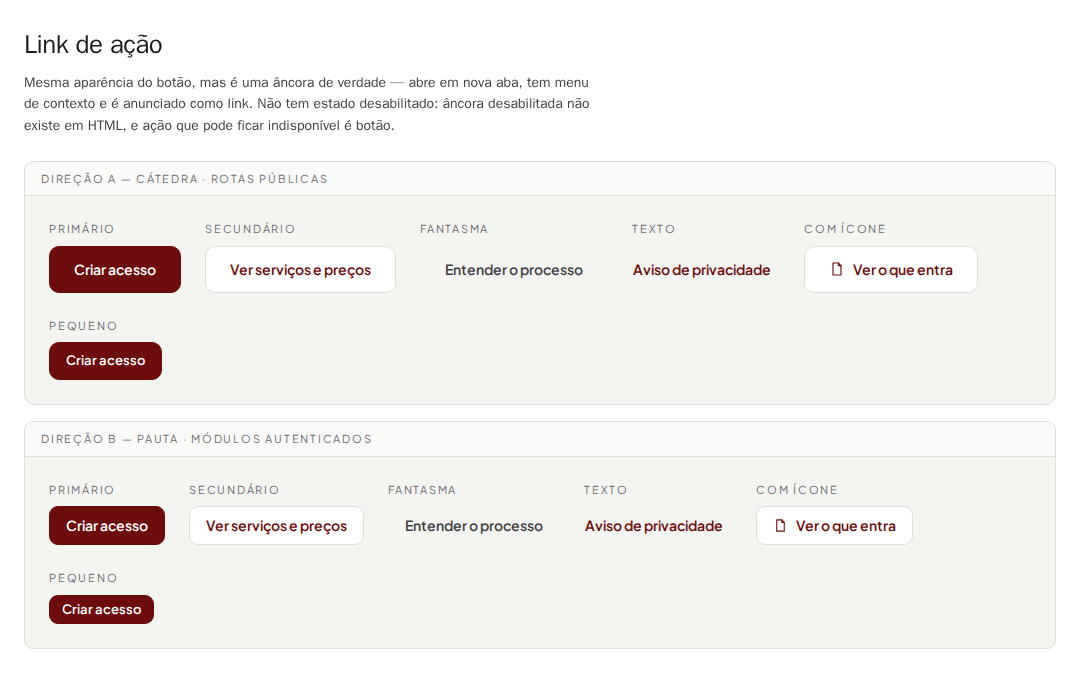 Link de ação
Mesma aparência do botão, mas é uma âncora de verdade — abre em nova aba, tem menu
de contexto e é anunciado como link. Não tem estado desabilitado: âncora desabilitada não
existe em HTML, e ação que pode ficar indisponível é botão.
DIREÇÃO A — CÁTEDRA · ROTAS PÚBLICAS
PRIMÁRIO SECUNDÁRIO FANTASMA TEXTO COM ÍCONE
Criar acesso Ver serviços e preços Entender o processo Aviso de privacidade Ver o que entra
PEQUENO
Criar acesso
DIREÇÃO B — PAUTA · MÓDULOS AUTENTICADOS
PRIMÁRIO SECUNDÁRIO FANTASMA TEXTO COM ÍCONE
Criar acesso Ver serviços e preços Entender o processo Aviso de privacidade Ver o que entra
PEQUENO
Criar acesso